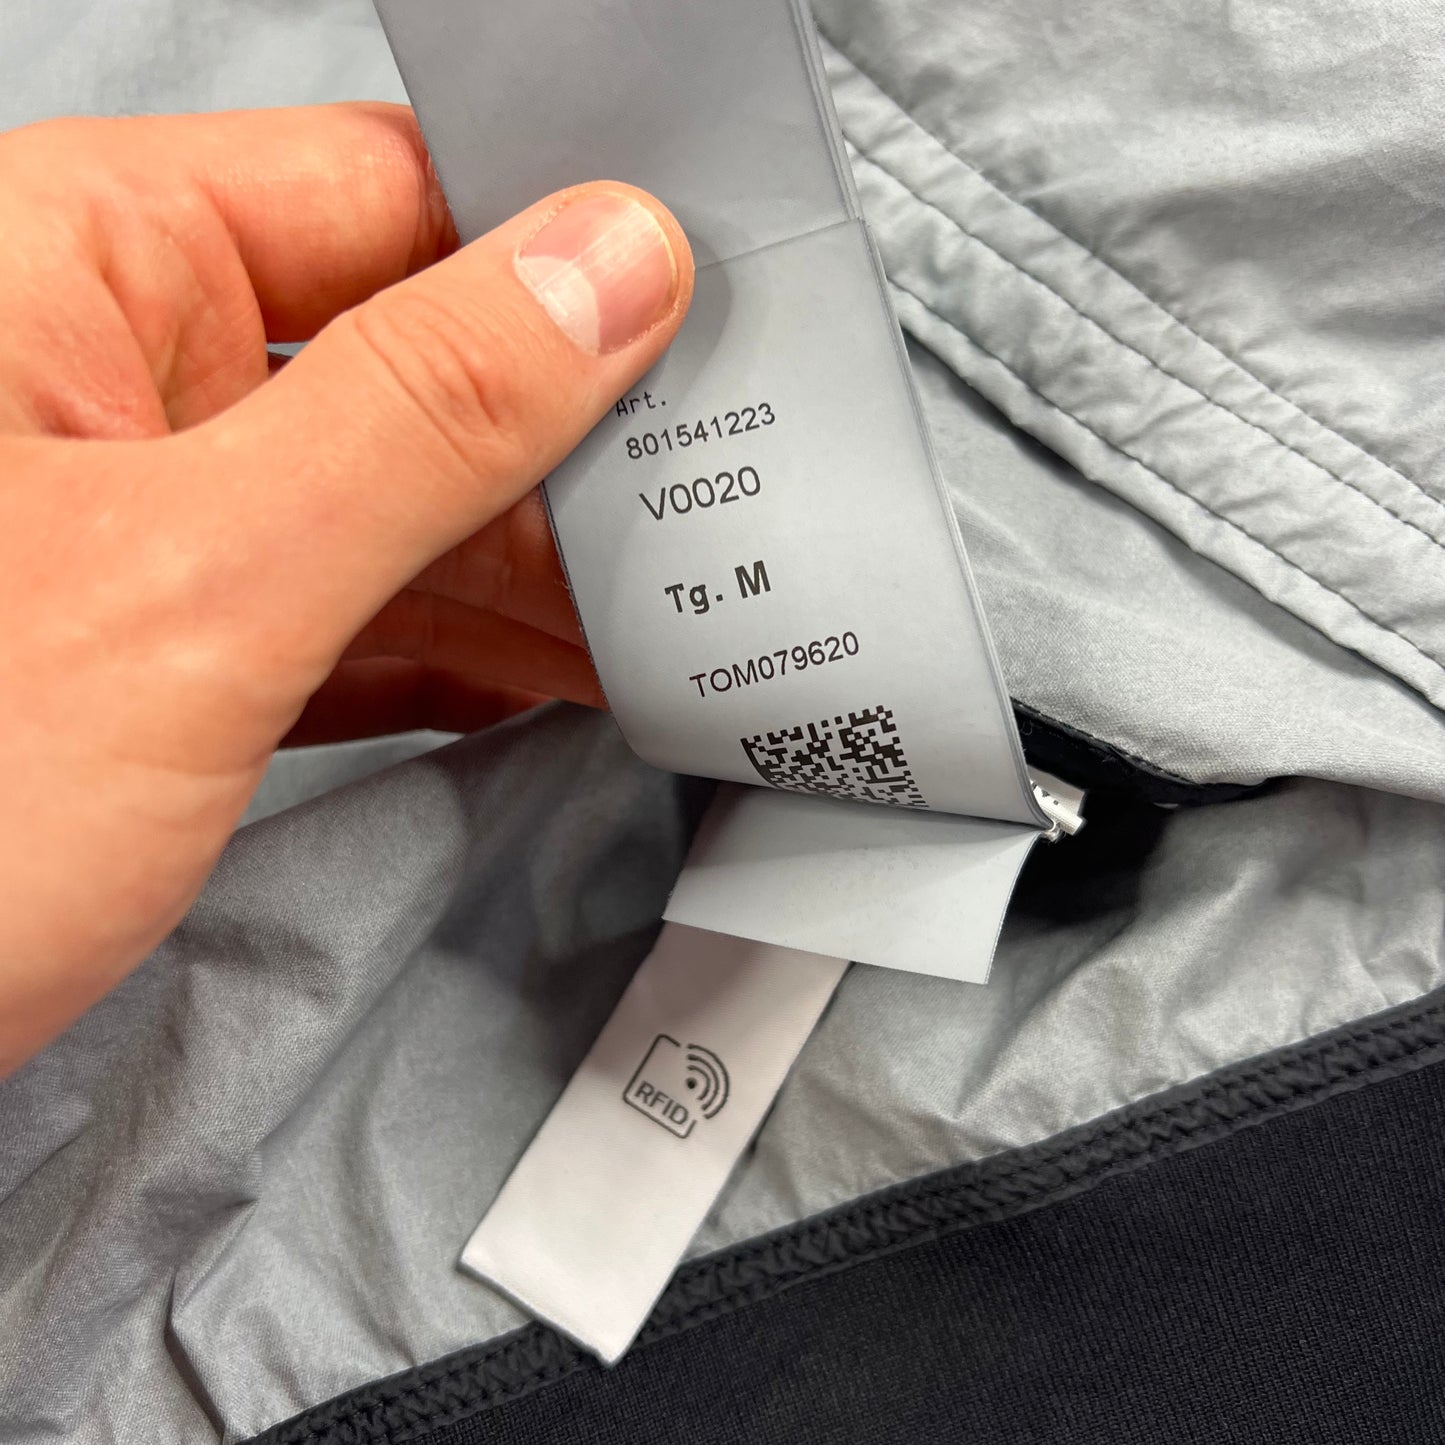 Art.
801541223
V0020
Tg. M
TOM079620
RFID